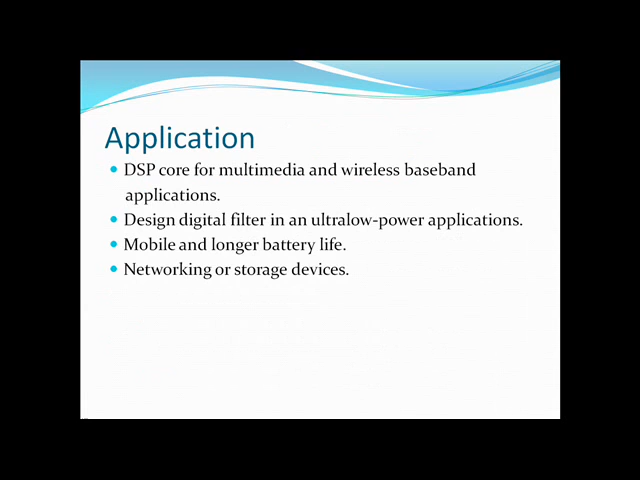 Application
DSP core for multimedia and wireless baseband
applications.
Design digital filter in an ultralow-power applications.
Mobile and longer battery life.
Networking or storage devices.